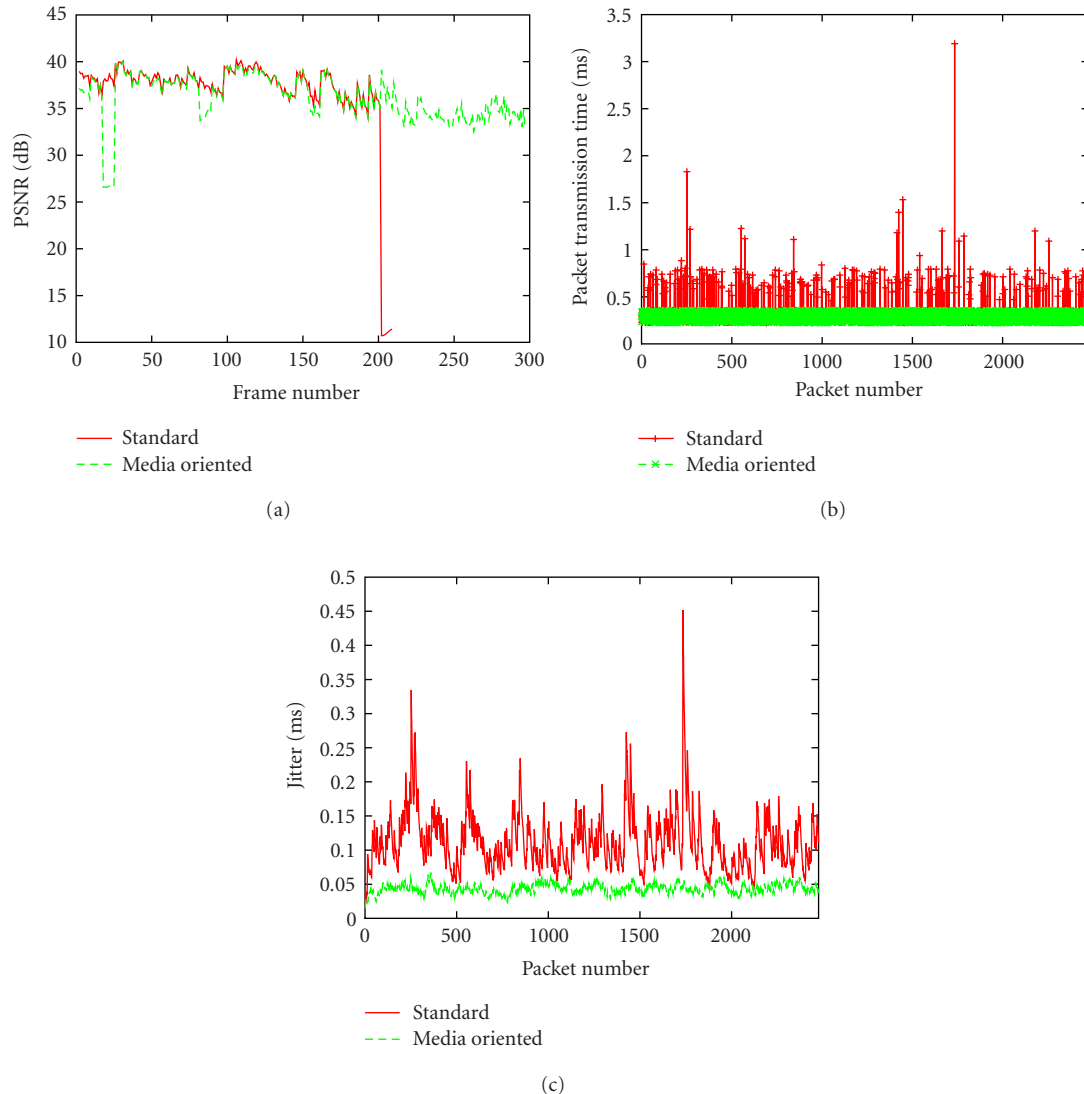 PSNR (dB)
45
40
35
30
25
20
15
10
0
50
100
150
200
250
300
Frame number
Standard
Media oriented
(a)
Packet transmission time (ms)
3.5
3
2.5
2
1.5
1
0.5
0
0
500
1000
1500
2000
Packet number
Standard
Media oriented
(b)
Jitter (ms)
0.5
0.45
0.4
0.35
0.3
0.25
0.2
0.15
0.1
0.05
0
0
500
1000
1500
2000
Packet number
Standard
Media oriented
(c)